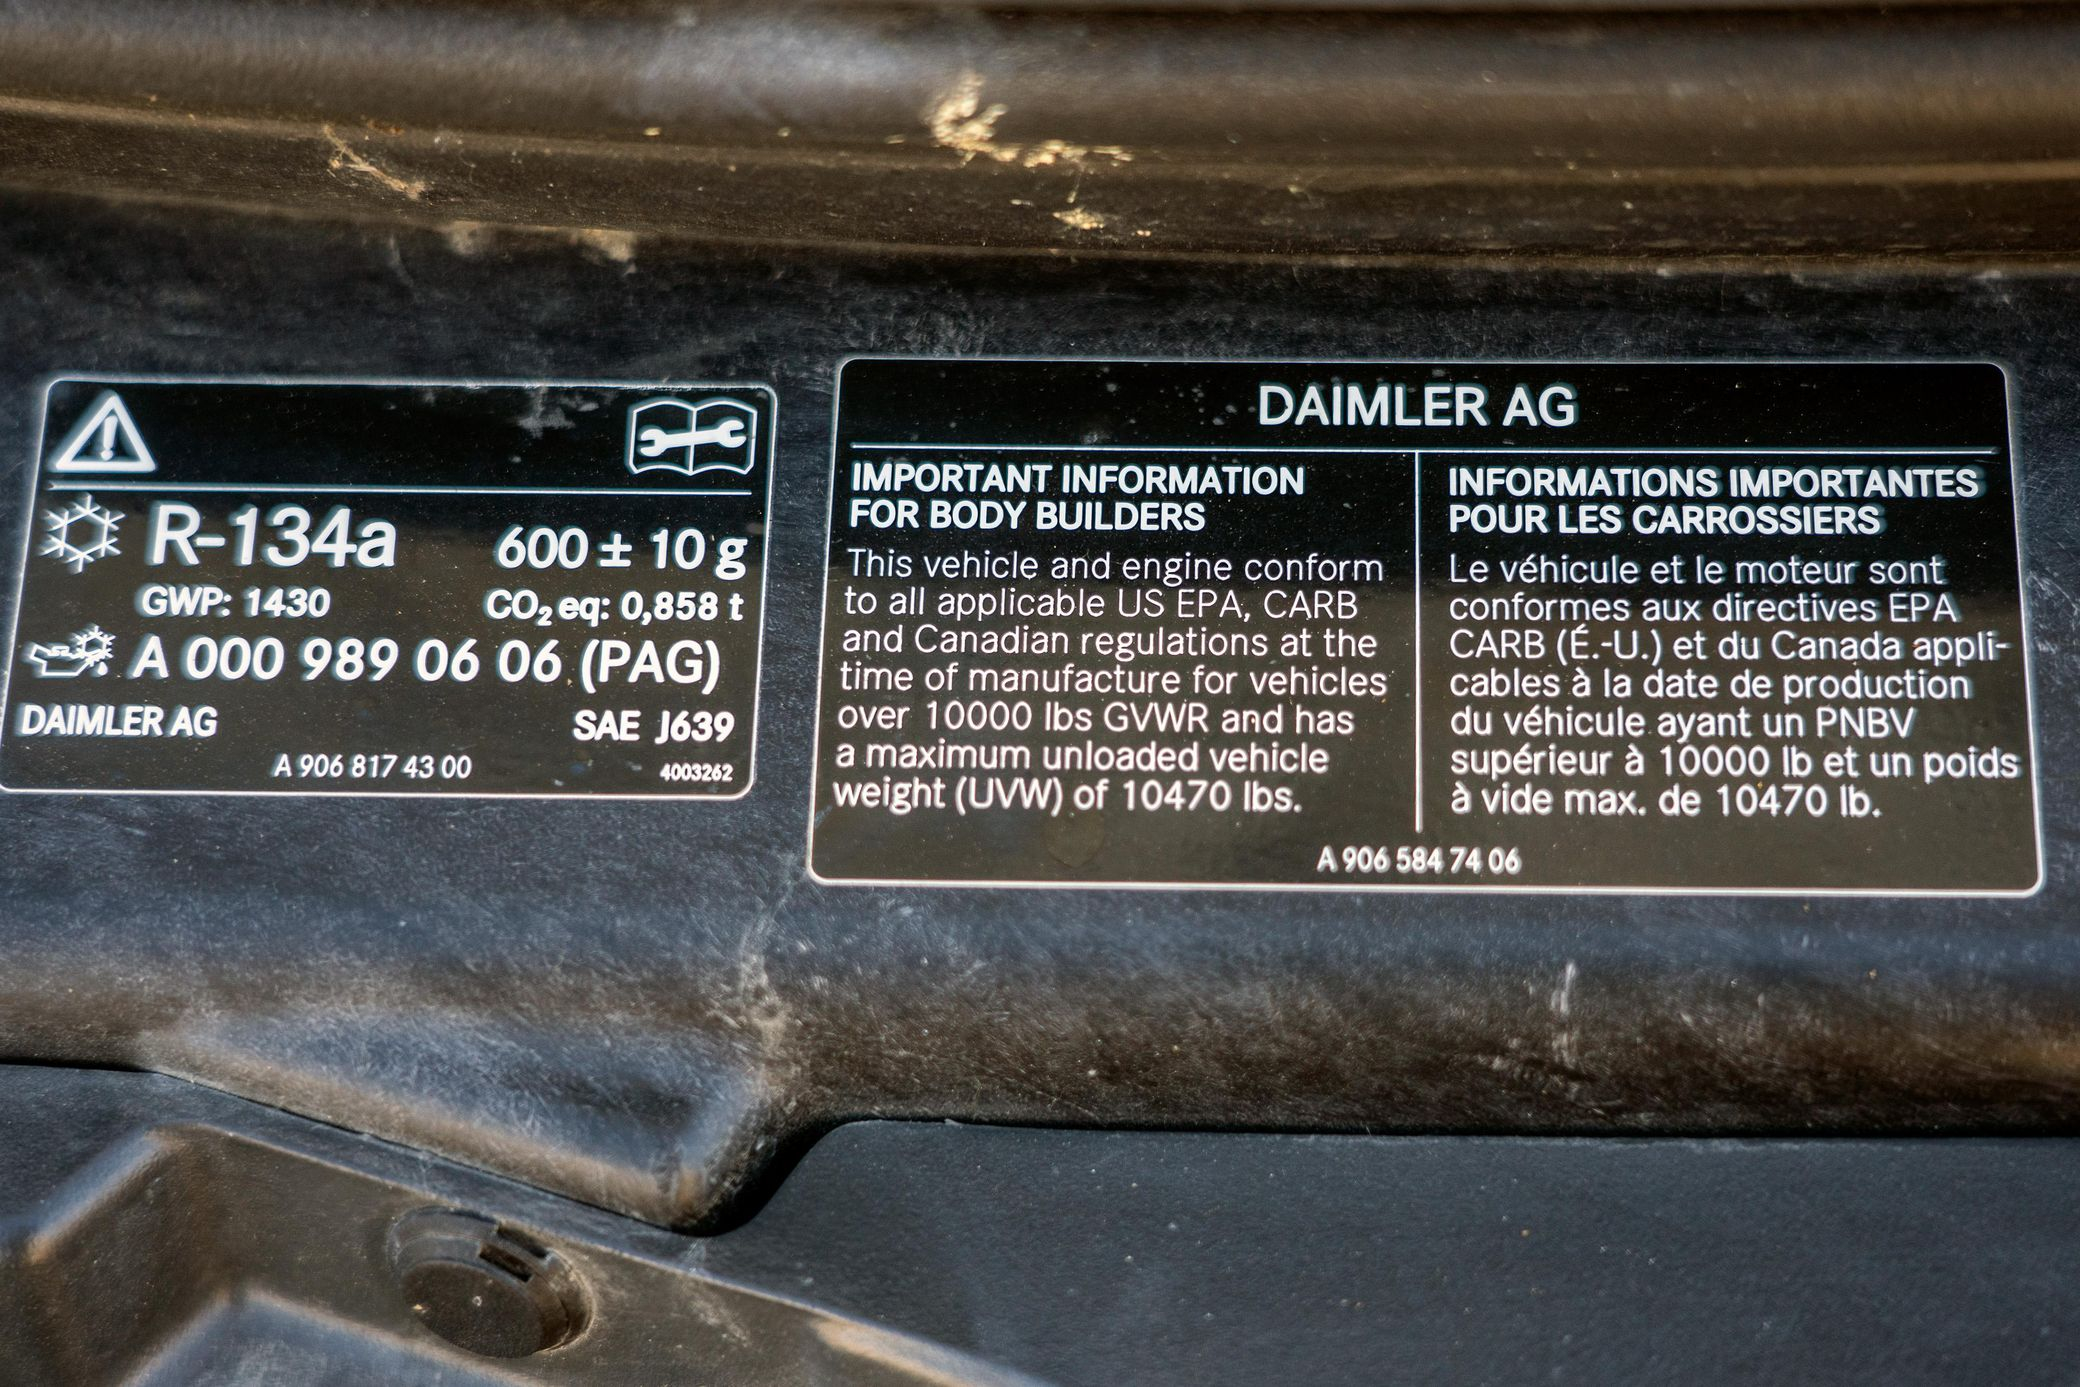 R-134a 600 ± 10 g
GWP: 1430 CO₂ eq: 0,858 t
A 000 989 06 06 (PAG)
DAIMLER AG SAE J639
A 906 817 43 00 4003262
DAIMLER AG
IMPORTANT INFORMATION
FOR BODY BUILDERS
This vehicle and engine conform
to all applicable US EPA, CARB
and Canadian regulations at the
time of manufacture for vehicles
over 10000 lbs GVWR and has
a maximum unloaded vehicle
weight (UVW) of 10470 lbs.
INFORMATIONS IMPORTANTES
POUR LES CARROSSIERS
Le véhicule et le moteur sont
conformes aux directives EPA
CARB (É.-U.) et du Canada appli-
cables à la date de production
du véhicule ayant un PNBV
supérieur à 10000 lb et un poids
à vide max. de 10470 lb.
A 906 584 74 06